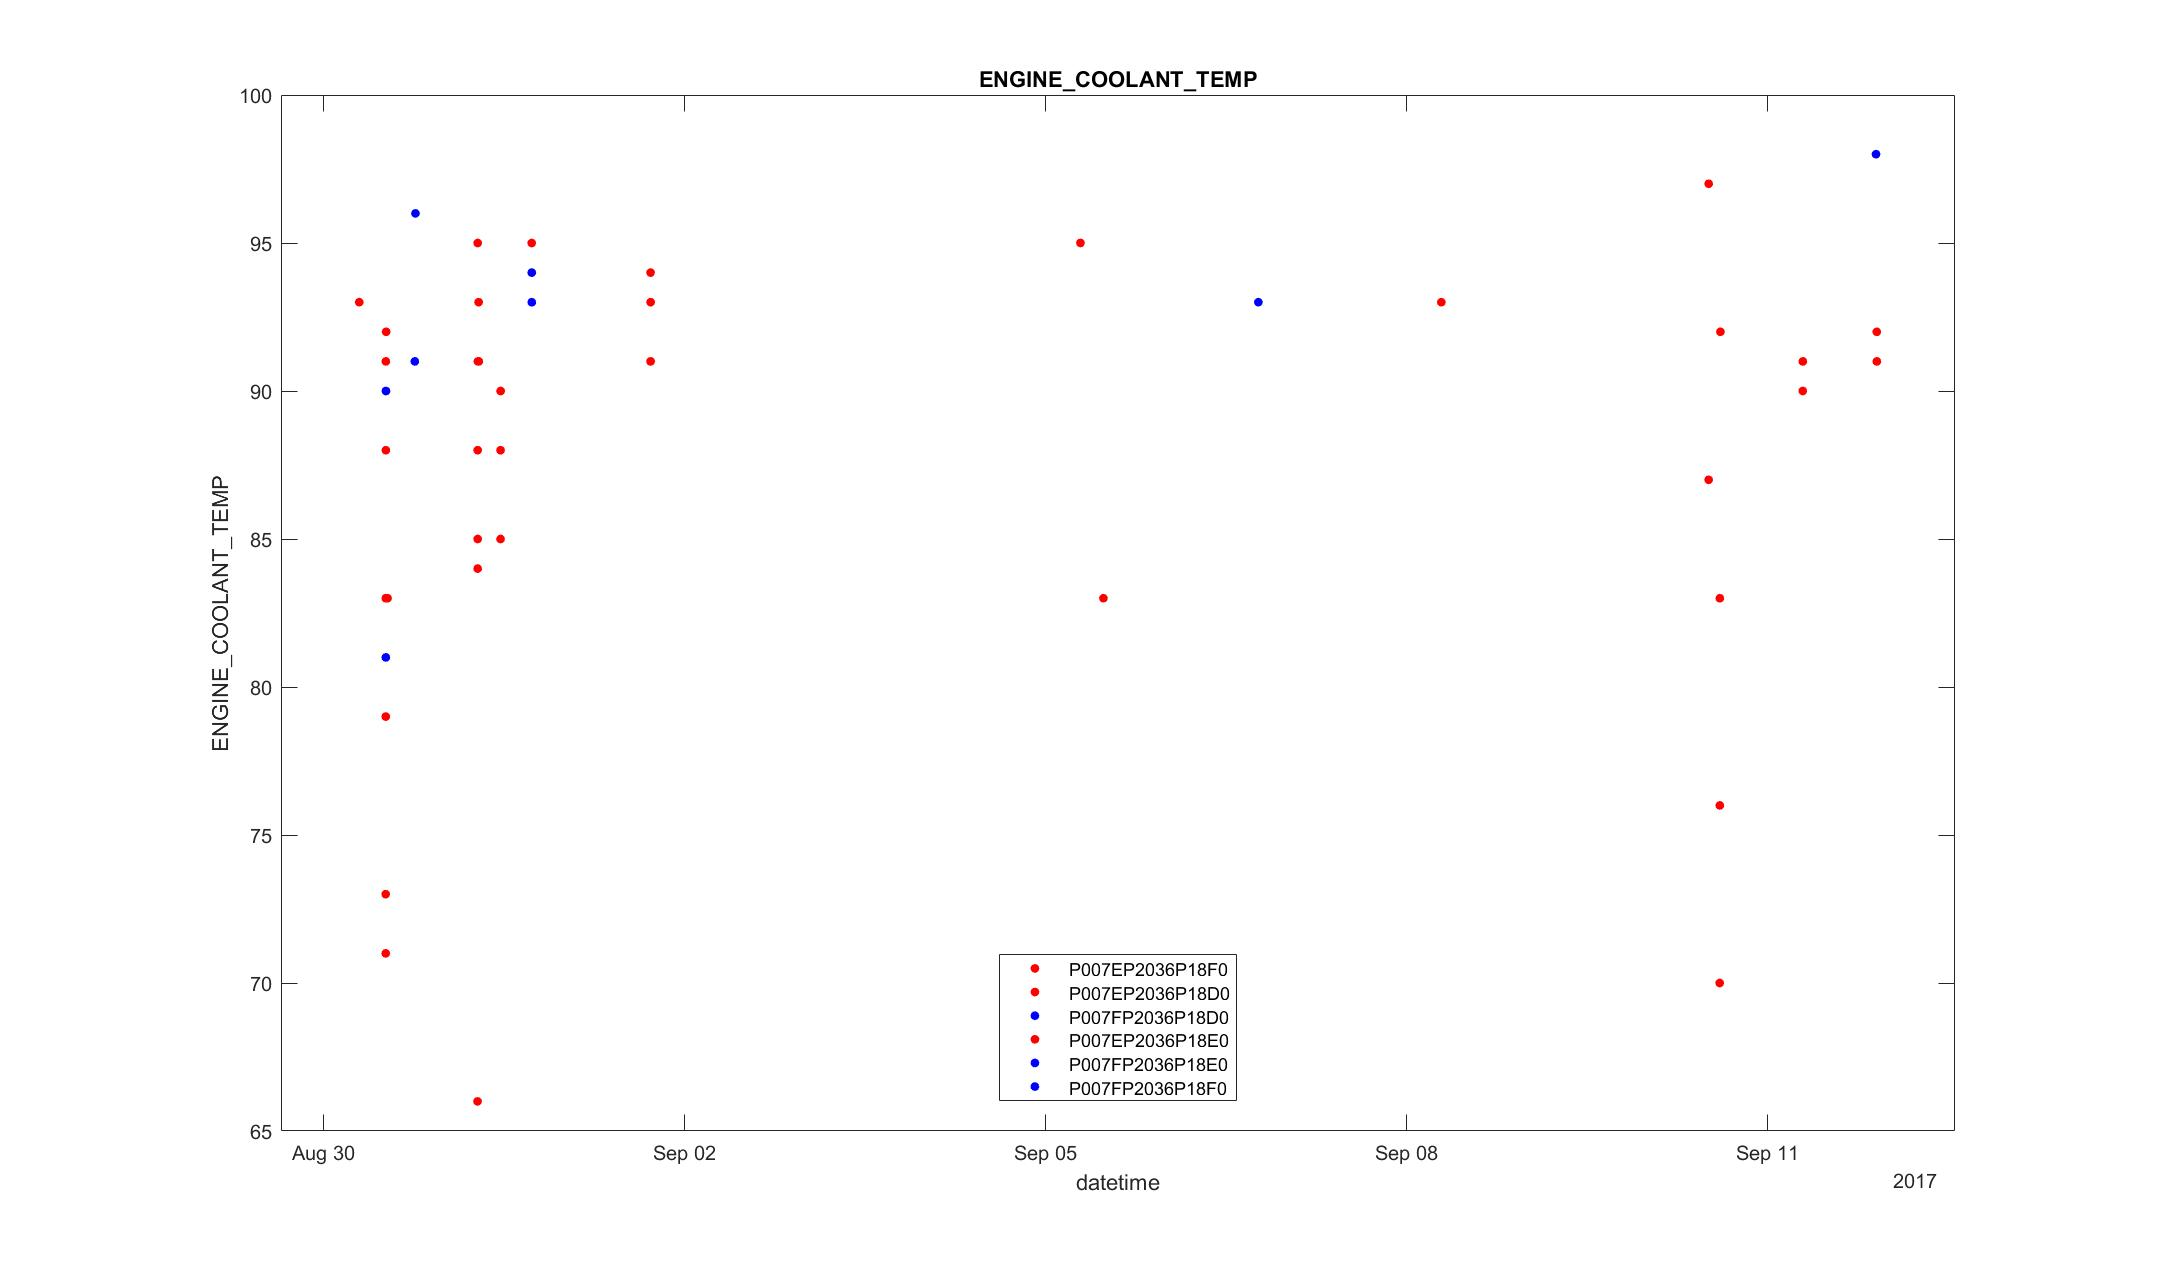 ENGINE_COOLANT_TEMP
100
95
90
85
80
75
70
65
ENGINE_COOLANT_TEMP
P007EP2036P18F0
P007EP2036P18D0
P007FP2036P18D0
P007EP2036P18E0
P007FP2036P18E0
P007FP2036P18F0
Aug 30 Sep 02 Sep 05 Sep 08 Sep 11
datetime
2017